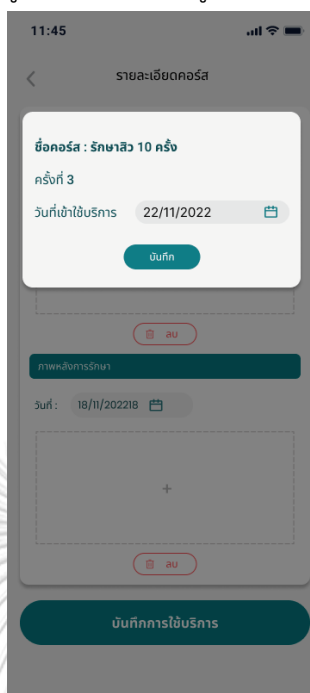 11:45
รายละเอียดคอร์ส
ชื่อคอร์ส : รักษาสิว 10 ครั้ง
ครั้งที่ 3
วันที่เข้าใช้บริการ 22/11/2022
บันทึก
ลบ
ภาพหลังการรักษา
วันที่ : 18/11/202218
+
ลบ
บันทึกการใช้บริการ